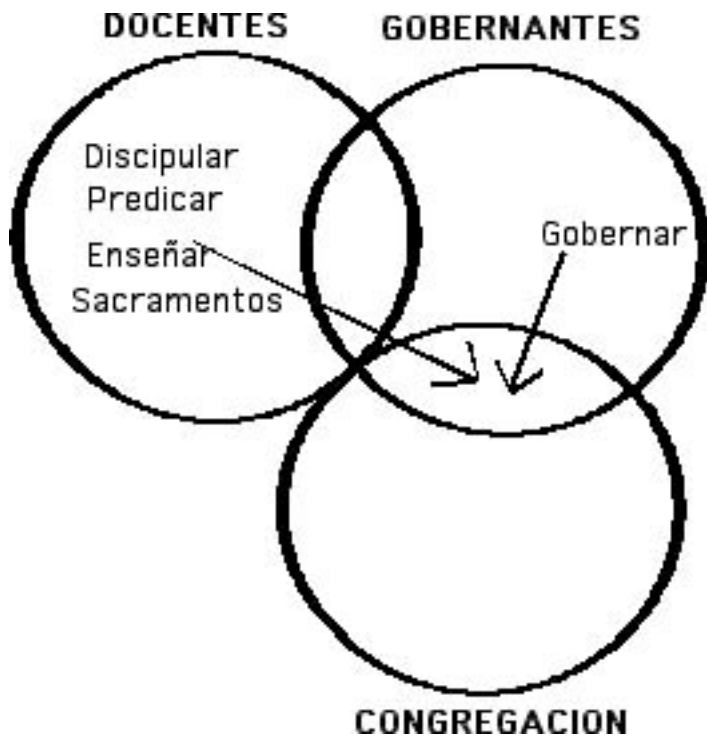 DOCENTES
GOBERNANTES
Discipular
Predicar
Enseñar
Sacramentos
Gobernar
CONGREGACION